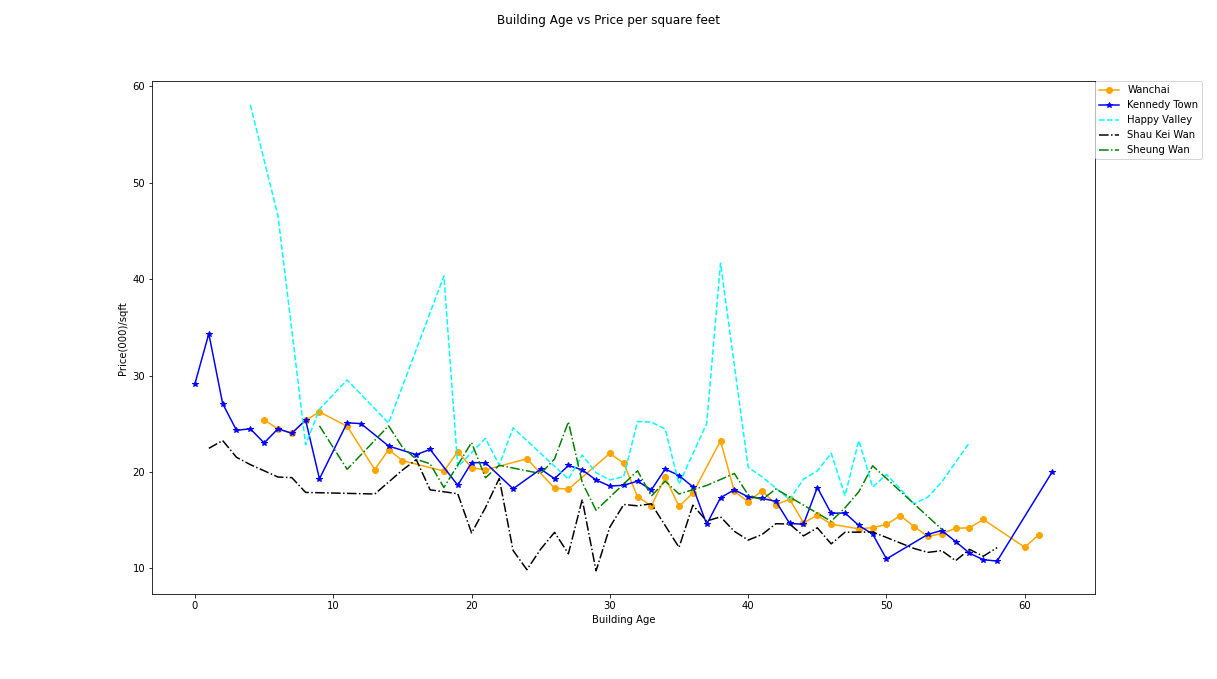 Building Age vs Price per square feet
60
50
40
30
20
10
Price(000)/sqft
0 10 20 30 40 50 60
Building Age
Wanchai
Kennedy Town
Happy Valley
Shau Kei Wan
Sheung Wan